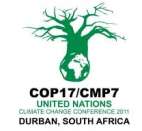 COP17/CMP7
UNITED NATIONS
CLIMATE CHANGE CONFERENCE 2011
DURBAN, SOUTH AFRICA